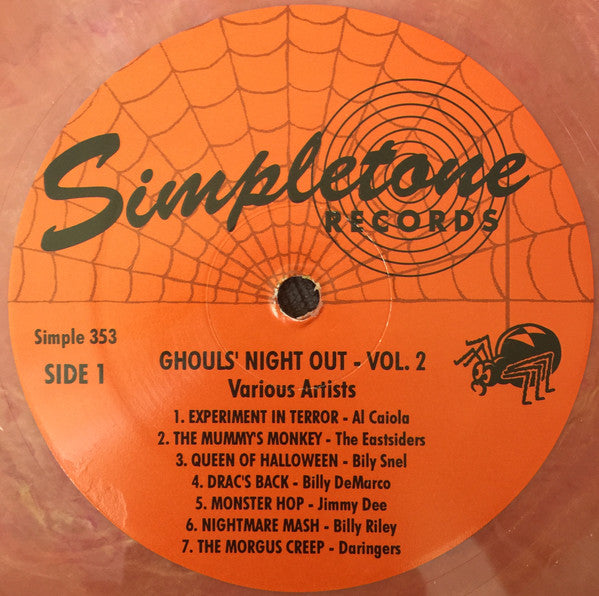 Simpletone
RECORDS
Simple 353
SIDE 1
GHOULS' NIGHT OUT - VOL. 2
Various Artists
1. EXPERIMENT IN TERROR - Al Caiola
2. THE MUMMY'S MONKEY - The Eastsiders
3. QUEEN OF HALLOWEEN - Bily Snel
4. DRAC'S BACK - Billy DeMarco
5. MONSTER HOP - Jimmy Dee
6. NIGHTMARE MASH - Billy Riley
7. THE MORGUS CREEP - Daringers